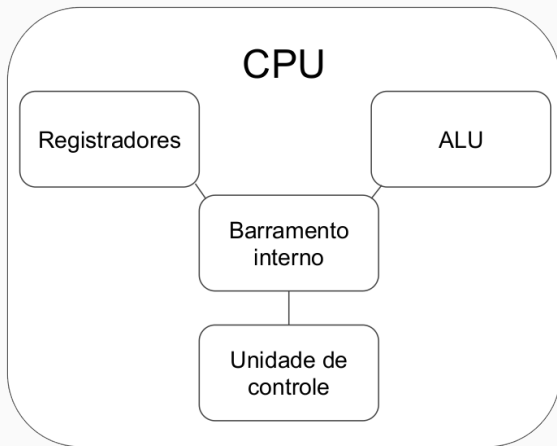 CPU
Registradores
ALU
Barramento
interno
Unidade de
controle